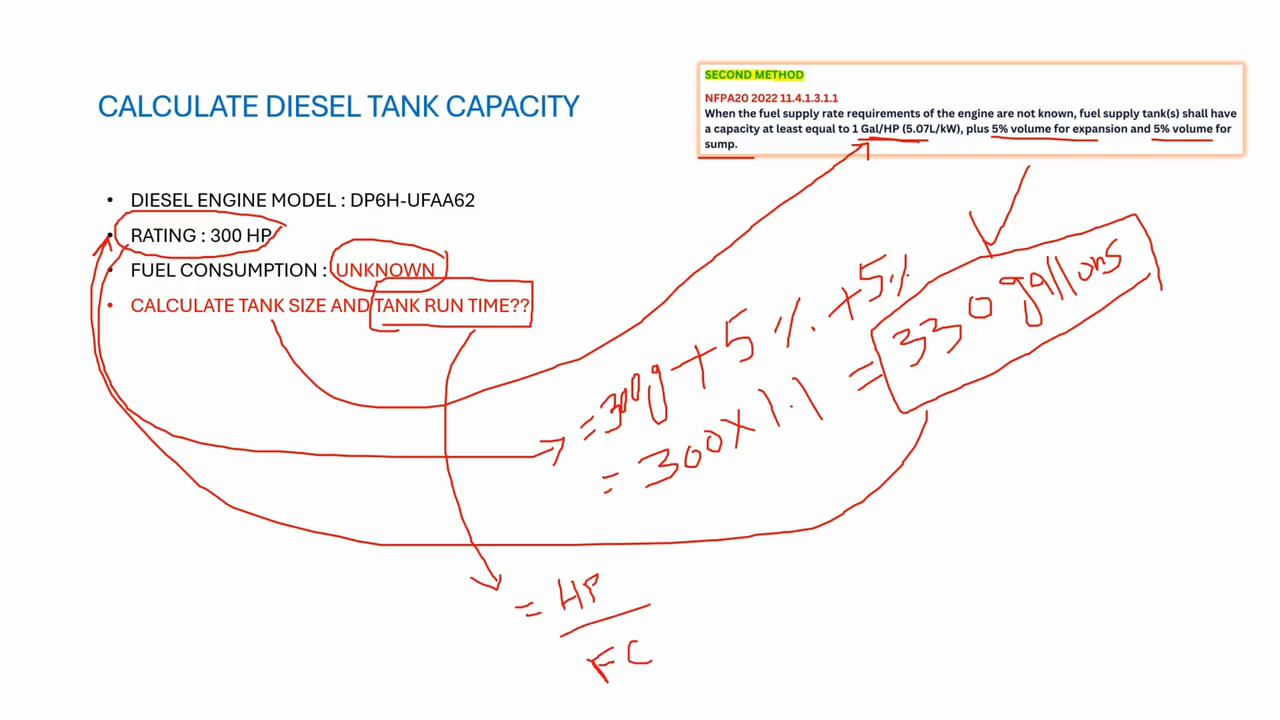 SECOND METHOD
NFPA20 2022 11.4.1.3.1.1
When the fuel supply rate requirements of the engine are not known, fuel supply tank(s) shall have
a capacity at least equal to 1 Gal/HP (5.07L/kW), plus 5% volume for expansion and 5% volume for
sump.
CALCULATE DIESEL TANK CAPACITY
• DIESEL ENGINE MODEL : DP6H-UFAA62
• RATING : 300 HP
• FUEL CONSUMPTION : UNKNOWN
• CALCULATE TANK SIZE AND TANK RUN TIME??
= 300g + 5 % + 5%
= 300 x 1.1 = 330 gallons
= HP
FC